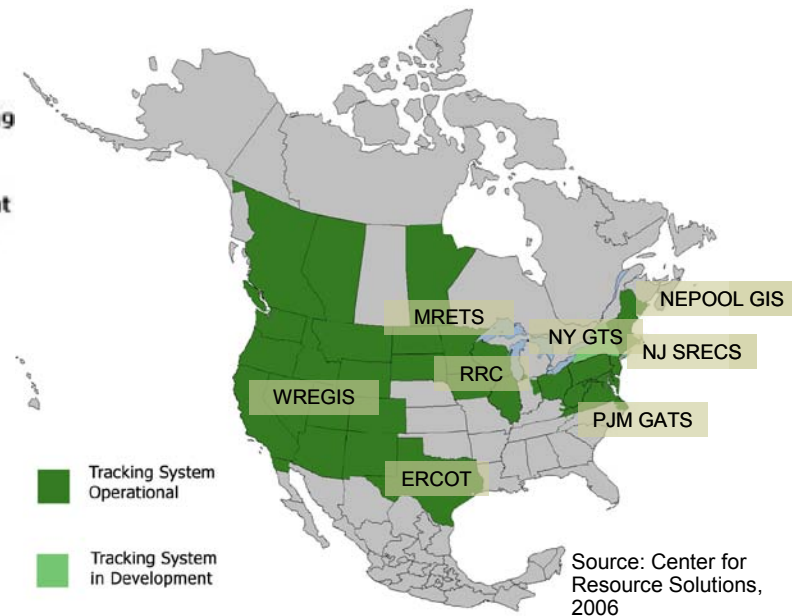 g
t
NEPOOL GIS
MRETS
NY GTS
NJ SRECS
RRC
WREGIS
PJM GATS
ERCOT
Tracking System
Operational
Tracking System
in Development
Source: Center for
Resource Solutions,
2006